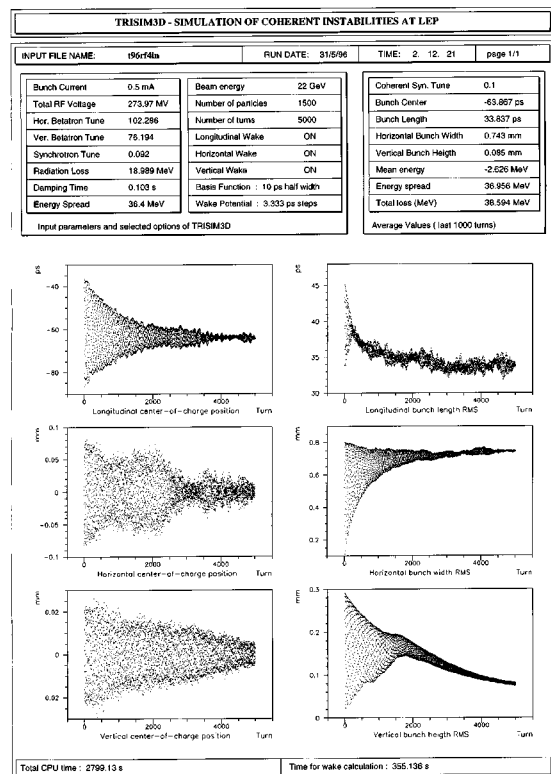 TRISIM3D - SIMULATION OF COHERENT INSTABILITIES AT LEP
INPUT FILE NAME: t96rf4in RUN DATE: 31/5/96 TIME: 2. 12. 21 page 1/1
Bunch Current 0.5 mA
Total RF Voltage 273.97 MV
Hor. Betatron Tune 102.286
Ver. Betatron Tune 76.194
Synchrotron Tune 0.092
Radiation Loss 18.989 MeV
Damping Time 0.103 s
Energy Spread 36.4 MeV
Beam energy 22 GeV
Number of particles 1500
Number of turns 5000
Longitudinal Wake ON
Horizontal Wake ON
Vertical Wake ON
Basis Function : 10 ps half width
Wake Potential : 3.333 ps steps
Input parameters and selected options of TRISIM3D
Coherent Syn. Tune 0.1
Bunch Center -63.867 ps
Bunch Length 33.837 ps
Horizontal Bunch Width 0.743 mm
Vertical Bunch Heigth 0.085 mm
Mean energy -2.626 MeV
Energy spread 36.956 MeV
Total loss (MeV) 38.594 MeV
Average Values ( last 1000 turns)
ps
-40
-60
-80
0 2000 4000
Longitudinal center-of-charge position Turn
ps
45
40
35
30
0 2000 4000
Longitudinal bunch length RMS Turn
mm
0.1
0.05
0
-0.05
-0.1
0 2000 4000
Horizontal center-of-charge position Turn
mm
0.8
0.6
0.4
0.2
0 2000 4000
Horizontal bunch width RMS Turn
mm
0.02
0
0.02
0 2000 4000
Vertical center-of-charge position Turn
mm
0.3
0.2
0.1
0
0 2000 4000
Vertical bunch heigth RMS Turn
Total CPU time : 2799.13 s Time for wake calculation : 355.136 s